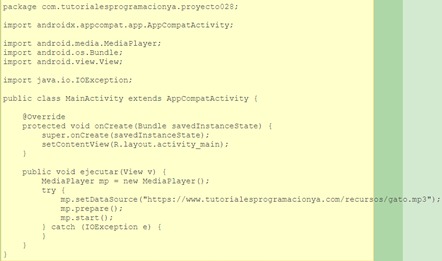 package com.tutorialesprogramacionya.proyecto028;

import androidx.appcompat.app.AppCompatActivity;

import android.media.MediaPlayer;
import android.os.Bundle;
import android.view.View;

import java.io.IOException;

public class MainActivity extends AppCompatActivity {

    @Override
    protected void onCreate(Bundle savedInstanceState) {
        super.onCreate(savedInstanceState);
        setContentView(R.layout.activity_main);
    }

    public void ejecutar(View v) {
        MediaPlayer mp = new MediaPlayer();
        try {
            mp.setDataSource("https://www.tutorialesprogramacionya.com/recursos/gato.mp3");
            mp.prepare();
            mp.start();
        } catch (IOException e) {
        }
    }
}